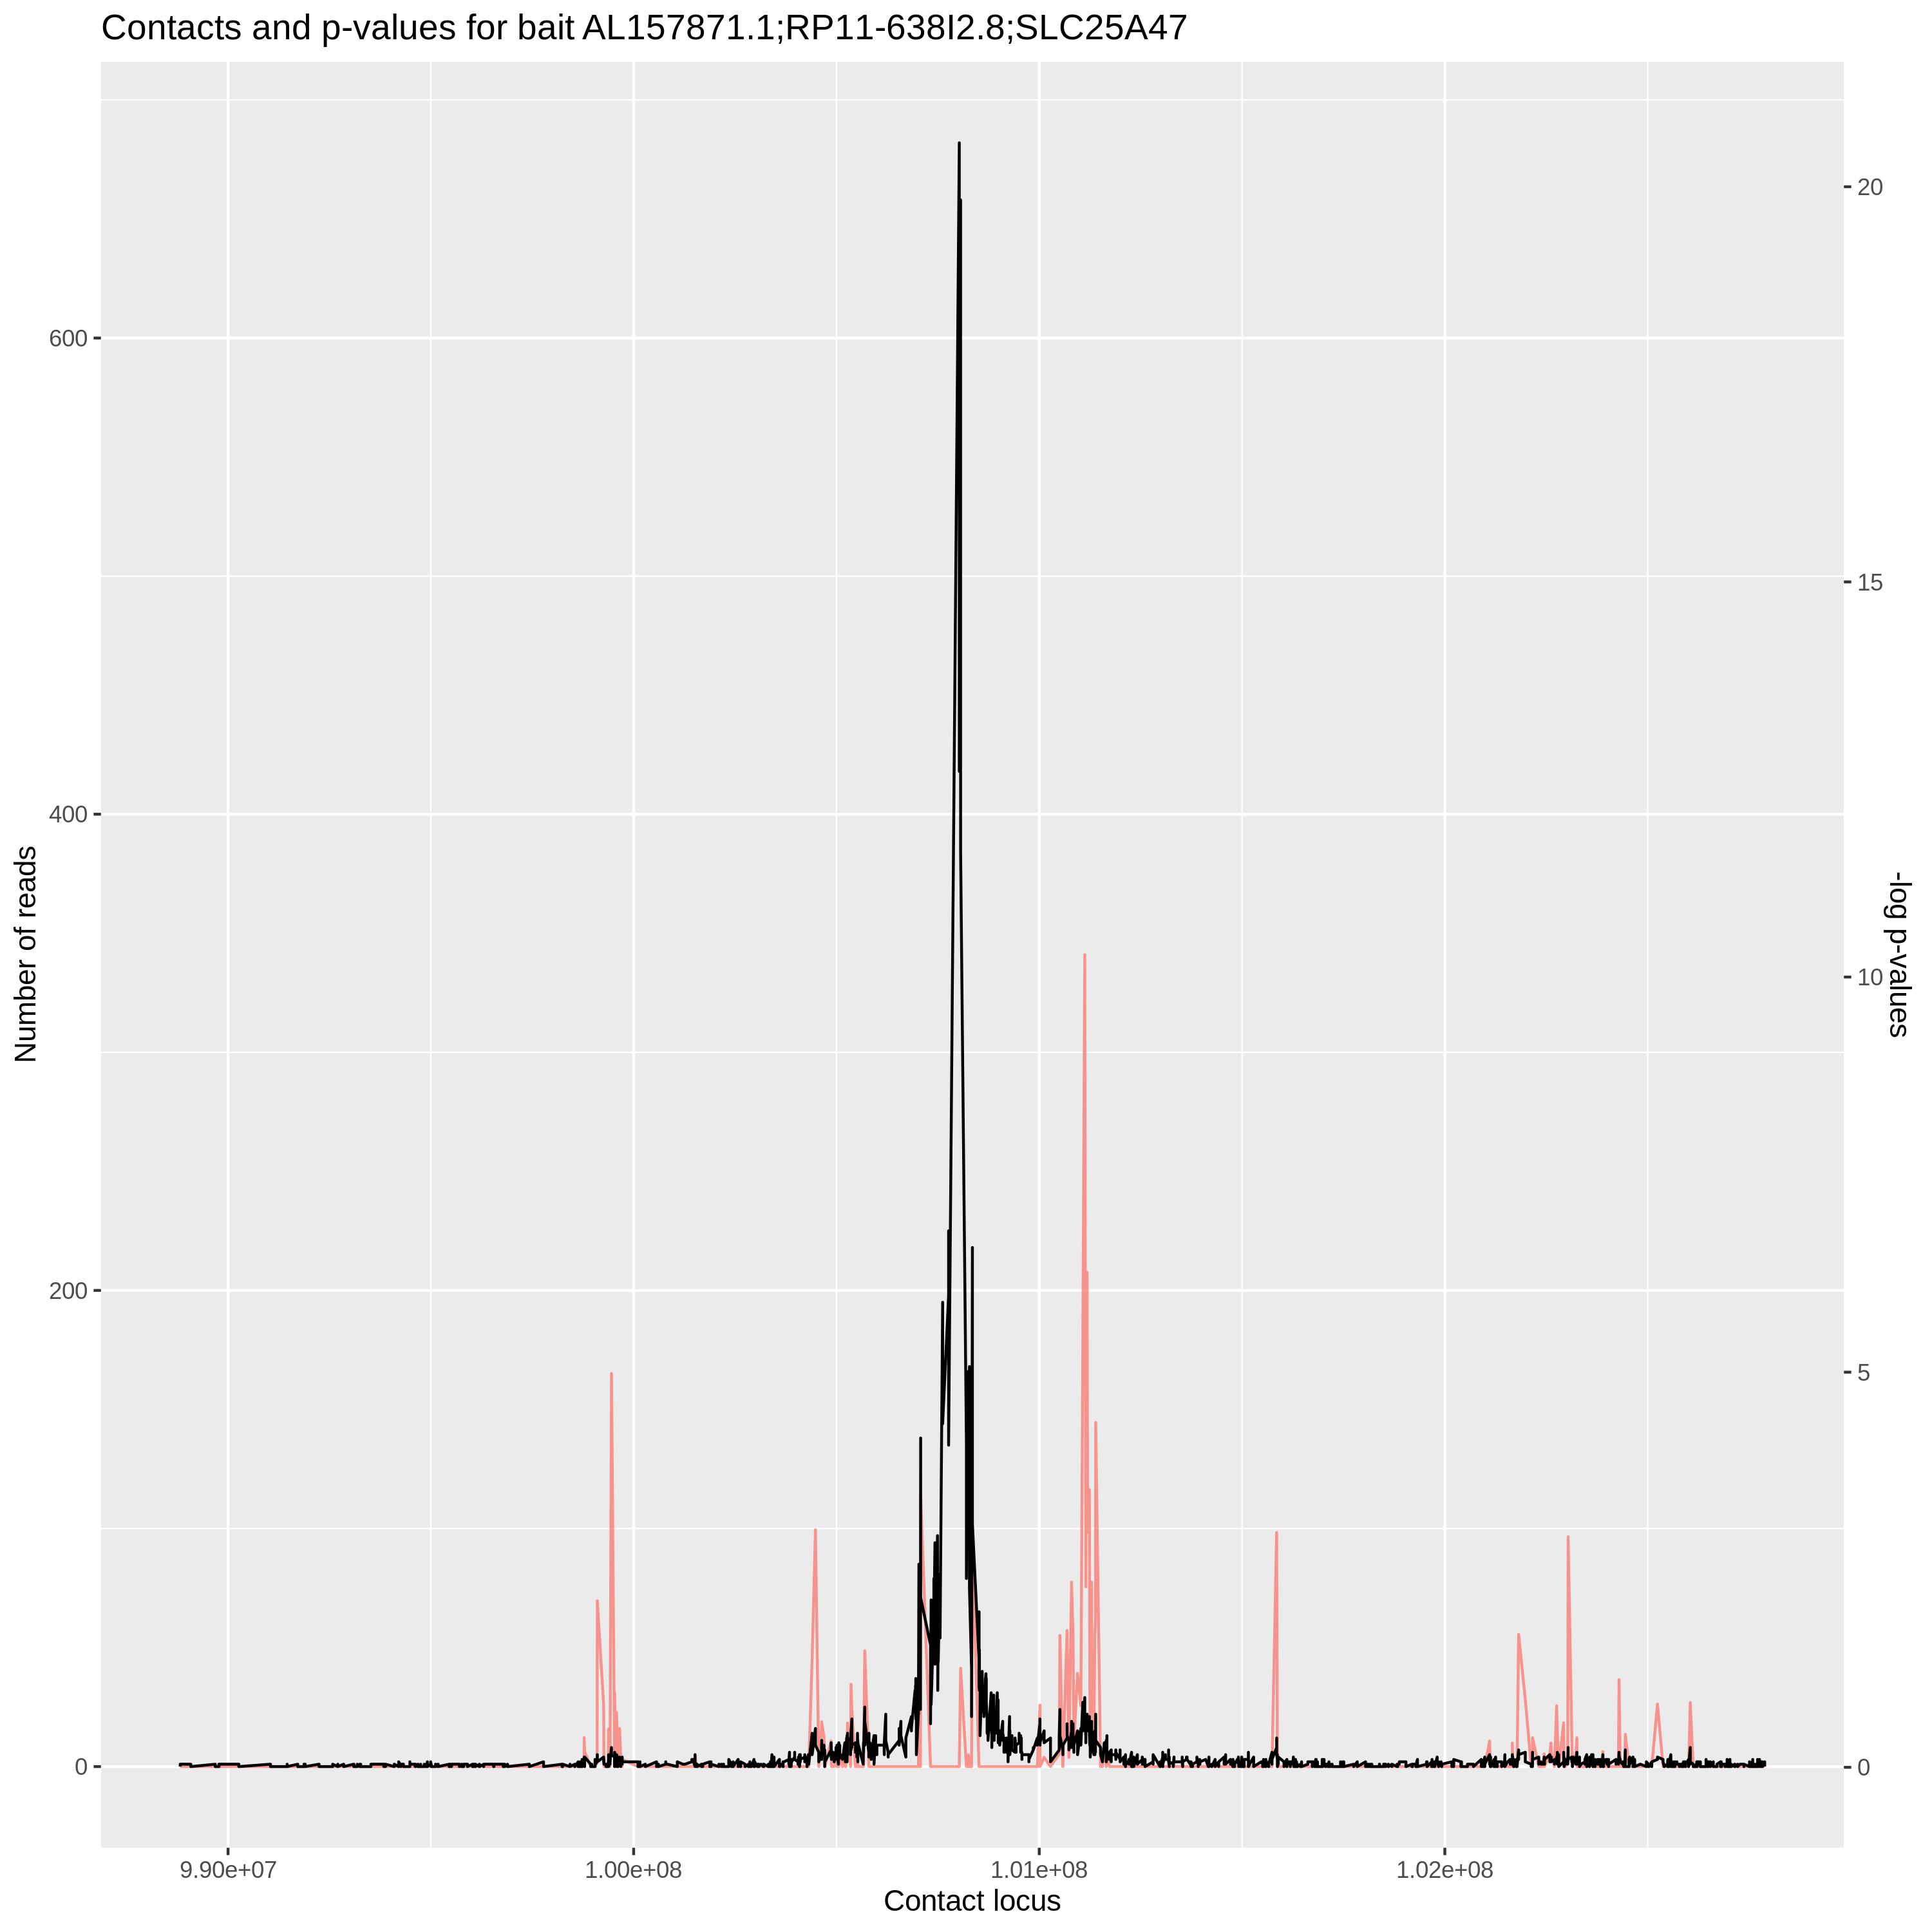 Contacts and p-values for bait AL157871.1;RP11-638I2.8;SLC25A47
600
400
200
0
Number of reads
20
15
10
5
0
-log p-values
9.90e+07
1.00e+08
1.01e+08
1.02e+08
Contact locus